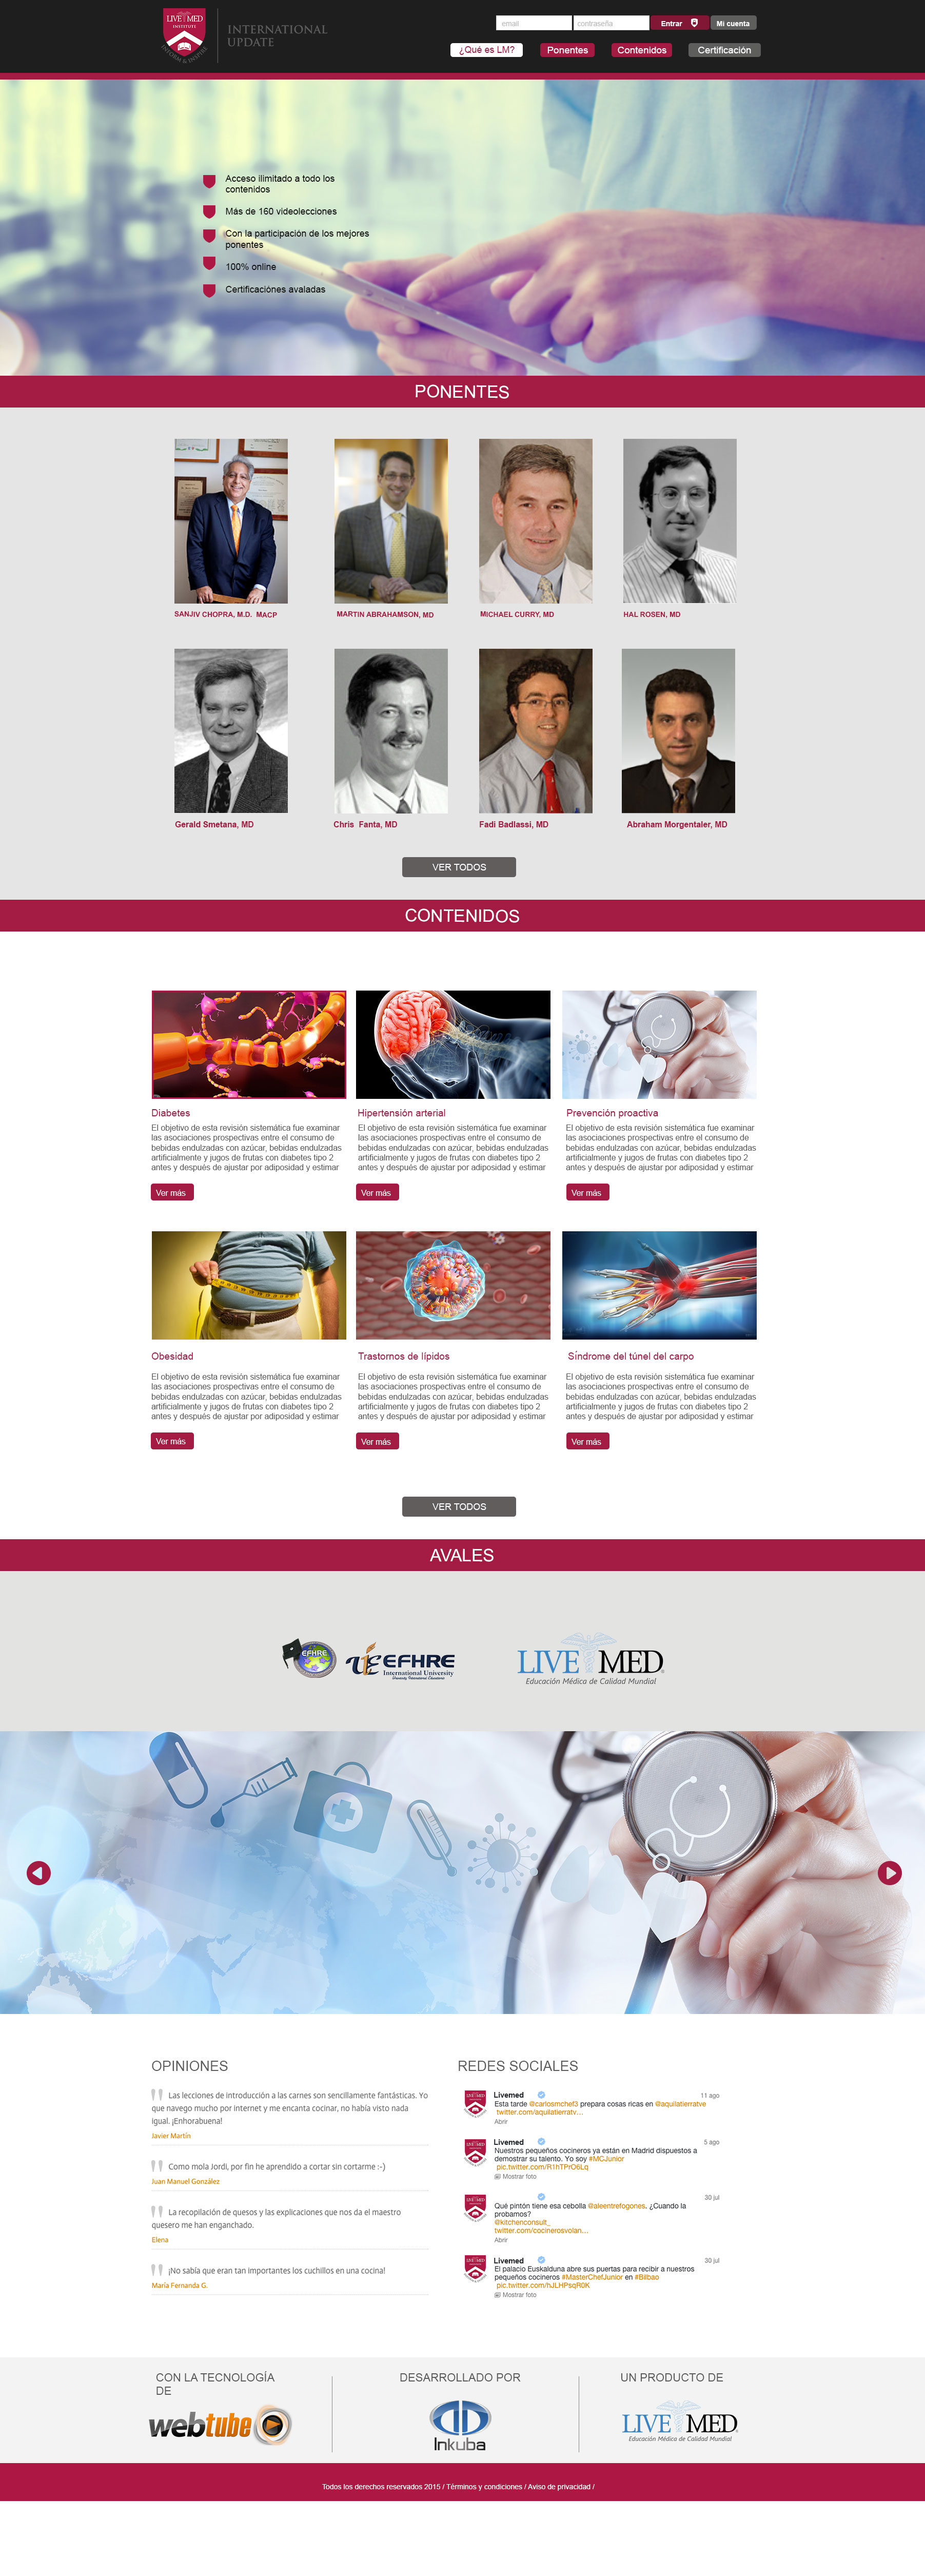 LIVE MED
INSTITUTE
INFORM & INSPIRE
INTERNATIONAL
UPDATE
email
contraseña
Entrar
Mi cuenta
¿Qué es LM?
Ponentes
Contenidos
Certificación
Acceso ilimitado a todo los
contenidos
Más de 160 videolecciones
Con la participación de los mejores
ponentes
100% online
Certificaciónes avaladas
PONENTES
SANJIV CHOPRA, M.D. MACP
MARTIN ABRAHAMSON, MD
MICHAEL CURRY, MD
HAL ROSEN, MD
Gerald Smetana, MD
Chris Fanta, MD
Fadi Badlassi, MD
Abraham Morgentaler, MD
VER TODOS
CONTENIDOS
Diabetes
El objetivo de esta revisión sistemática fue examinar
las asociaciones prospectivas entre el consumo de
bebidas endulzadas con azúcar, bebidas endulzadas
artificialmente y jugos de frutas con diabetes tipo 2
antes y después de ajustar por adiposidad y estimar
Ver más
Hipertensión arterial
El objetivo de esta revisión sistemática fue examinar
las asociaciones prospectivas entre el consumo de
bebidas endulzadas con azúcar, bebidas endulzadas
artificialmente y jugos de frutas con diabetes tipo 2
antes y después de ajustar por adiposidad y estimar
Ver más
Prevención proactiva
El objetivo de esta revisión sistemática fue examinar
las asociaciones prospectivas entre el consumo de
bebidas endulzadas con azúcar, bebidas endulzadas
artificialmente y jugos de frutas con diabetes tipo 2
antes y después de ajustar por adiposidad y estimar
Ver más
Obesidad
El objetivo de esta revisión sistemática fue examinar
las asociaciones prospectivas entre el consumo de
bebidas endulzadas con azúcar, bebidas endulzadas
artificialmente y jugos de frutas con diabetes tipo 2
antes y después de ajustar por adiposidad y estimar
Ver más
Trastornos de lípidos
El objetivo de esta revisión sistemática fue examinar
las asociaciones prospectivas entre el consumo de
bebidas endulzadas con azúcar, bebidas endulzadas
artificialmente y jugos de frutas con diabetes tipo 2
antes y después de ajustar por adiposidad y estimar
Ver más
Síndrome del túnel del carpo
El objetivo de esta revisión sistemática fue examinar
las asociaciones prospectivas entre el consumo de
bebidas endulzadas con azúcar, bebidas endulzadas
artificialmente y jugos de frutas con diabetes tipo 2
antes y después de ajustar por adiposidad y estimar
Ver más
VER TODOS
AVALES
EFHRE
EFHRE
International University
LIVE MED
Educación Médica de Calidad Mundial
OPINIONES
Las lecciones de introducción a las carnes son sencillamente fantásticas. Yo
que navego mucho por internet y me encanta cocinar, no había visto nada
igual. ¡Enhorabuena!
Javier Martín
Como mola Jordi, por fin he aprendido a cortar sin cortarme :-)
Juan Manuel González
La recopilación de quesos y las explicaciones que nos da el maestro
quesero me han enganchado.
Elena
¡No sabía que eran tan importantes los cuchillos en una cocina!
María Fernanda G.
REDES SOCIALES
Livemed
11 ago
Esta tarde @carlosmchef3 prepara cosas ricas en @aquilatierratve
twitter.com/aquilatierratv…
Abrir
Livemed
5 ago
Nuestros pequeños cocineros ya están en Madrid dispuestos a
demostrar su talento. Yo soy #MCJunior
pic.twitter.com/R1hTPrO6Lq
Mostrar foto
30 jul
Qué pintón tiene esa cebolla @aleentrefogones. ¿Cuando la
probamos?
@kitchenconsult_
twitter.com/cocinerosvolan…
Abrir
Livemed
30 jul
El palacio Euskalduna abre sus puertas para recibir a nuestros
pequeños cocineros #MasterChefJunior en #Bilbao
pic.twitter.com/hJLHPsqR0K
Mostrar foto
CON LA TECNOLOGÍA
DE
webtube
DESARROLLADO POR
Inkuba
UN PRODUCTO DE
LIVE MED
Educación Médica de Calidad Mundial
Todos los derechos reservados 2015 / Términos y condiciones / Aviso de privacidad /